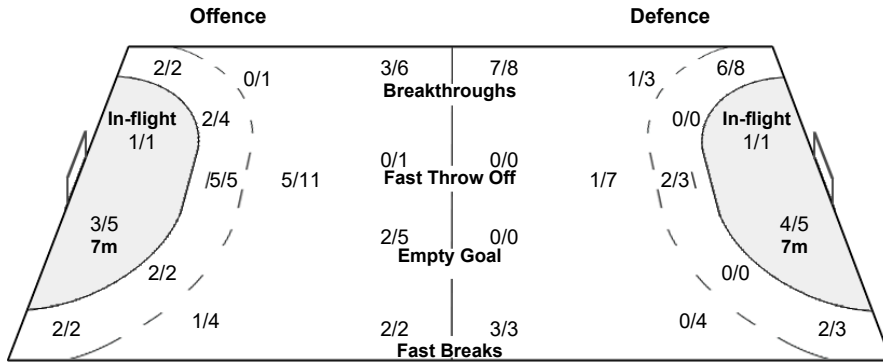 Offence Defence
2/2 0/1 3/6 7/8 1/3 6/8
Breakthroughs
In-flight 2/4 0/0 In-flight
1/1 1/1
0/1 0/0
5/5 5/11 Fast Throw Off 1/7 2/3
3/5 4/5
7m 2/5 0/0 7m
Empty Goal
2/2 0/0
2/2 1/4 2/2 3/3 0/4 2/3
Fast Breaks